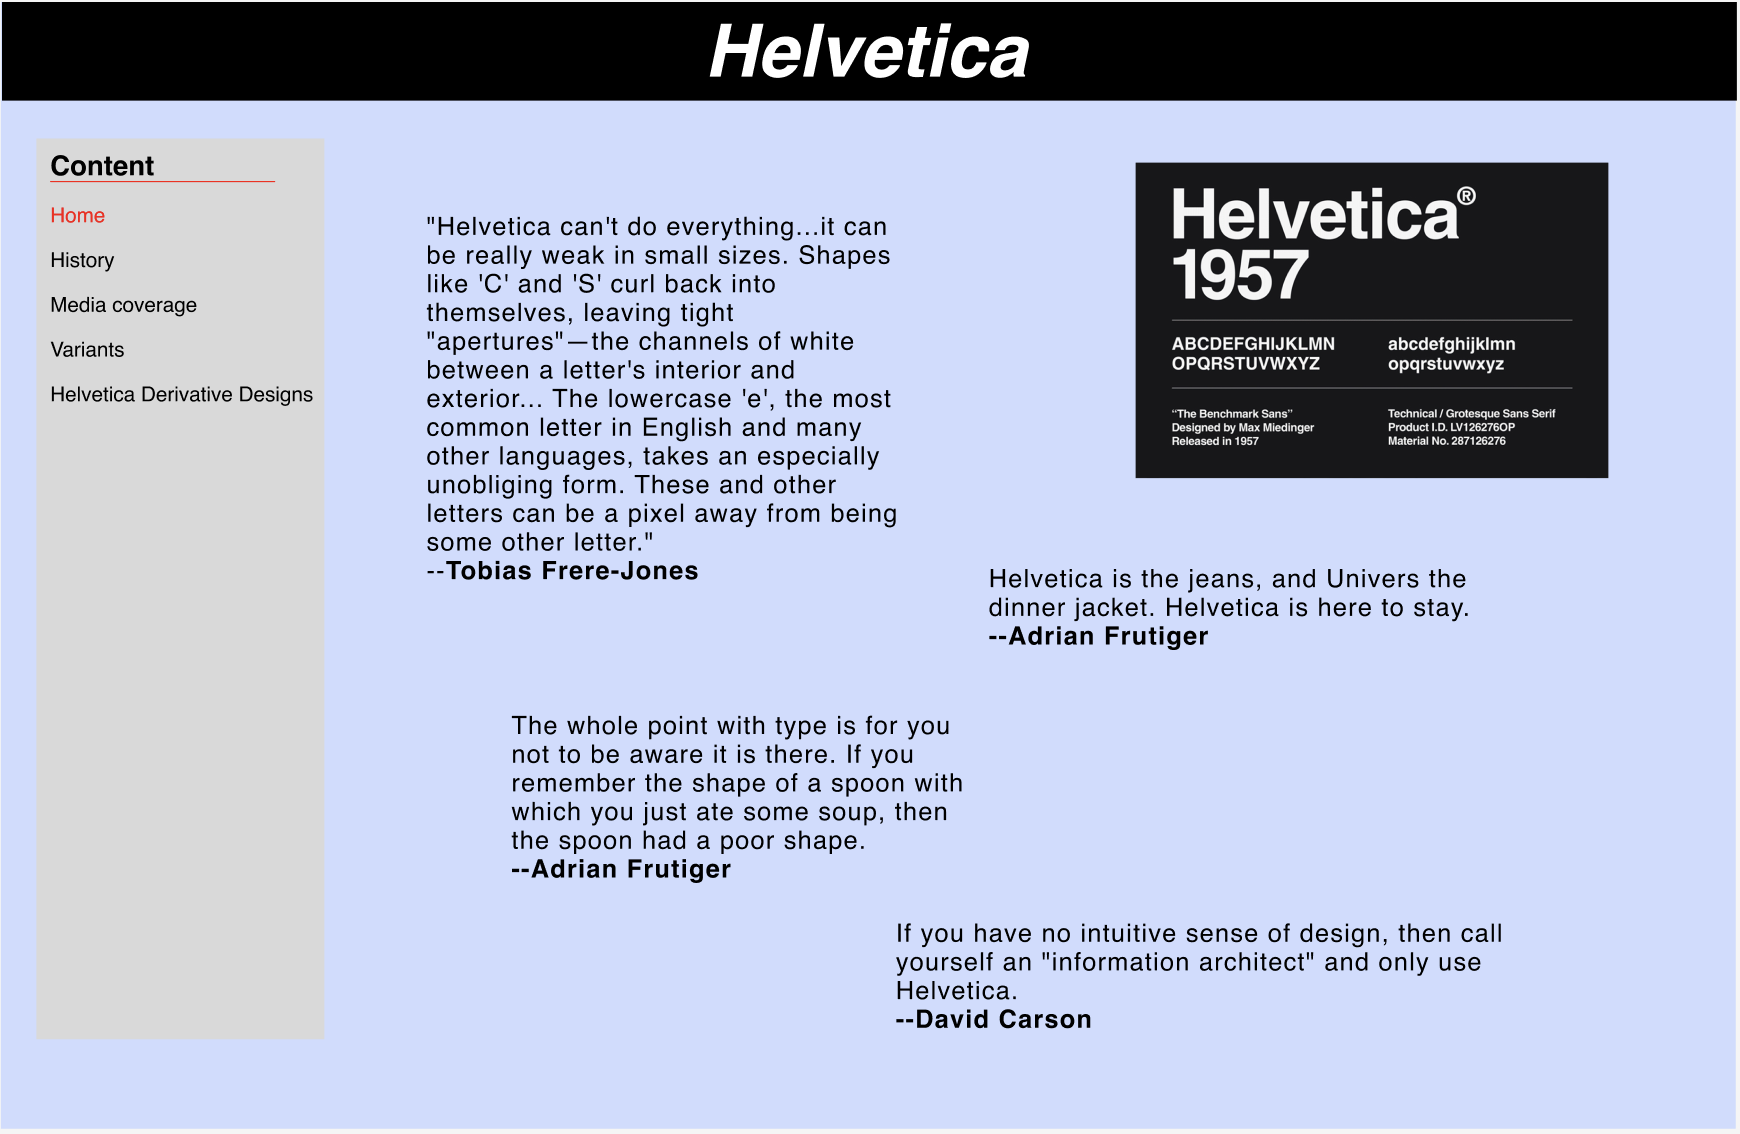 Helvetica
Content
Home
History
Media coverage
Variants
Helvetica Derivative Designs
"Helvetica can't do everything...it can
be really weak in small sizes. Shapes
like 'C' and 'S' curl back into
themselves, leaving tight
"apertures"—the channels of white
between a letter's interior and
exterior... The lowercase 'e', the most
common letter in English and many
other languages, takes an especially
unobliging form. These and other
letters can be a pixel away from being
some other letter."
--Tobias Frere-Jones
Helvetica®
1957
ABCDEFGHIJKLMN
OPQRSTUVWXYZ
abcdefghijklmn
opqrstuvwxyz
“The Benchmark Sans”
Designed by Max Miedinger
Released in 1957
Technical / Grotesque Sans Serif
Product I.D. LV126276OP
Material No. 287126276
Helvetica is the jeans, and Univers the
dinner jacket. Helvetica is here to stay.
--Adrian Frutiger
The whole point with type is for you
not to be aware it is there. If you
remember the shape of a spoon with
which you just ate some soup, then
the spoon had a poor shape.
--Adrian Frutiger
If you have no intuitive sense of design, then call
yourself an "information architect" and only use
Helvetica.
--David Carson